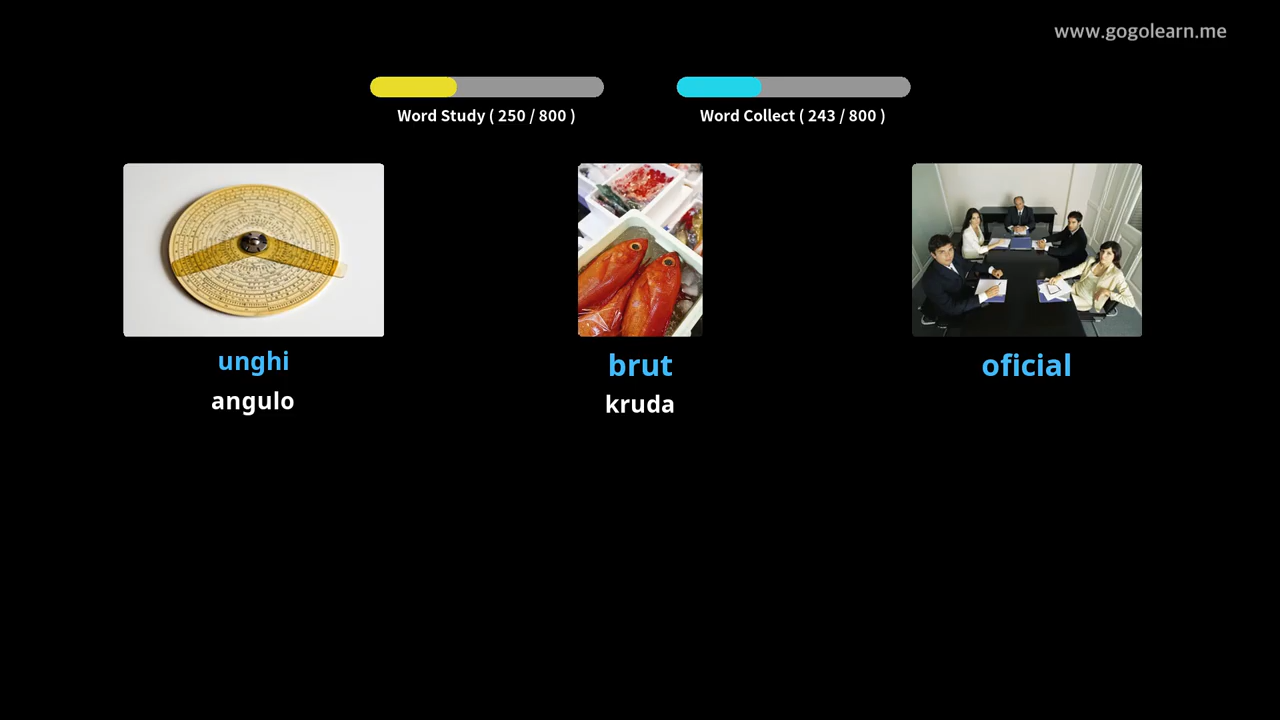 www.gogolearn.me
Word Study ( 250 / 800 )
Word Collect ( 243 / 800 )
unghi
angulo
brut
kruda
oficial